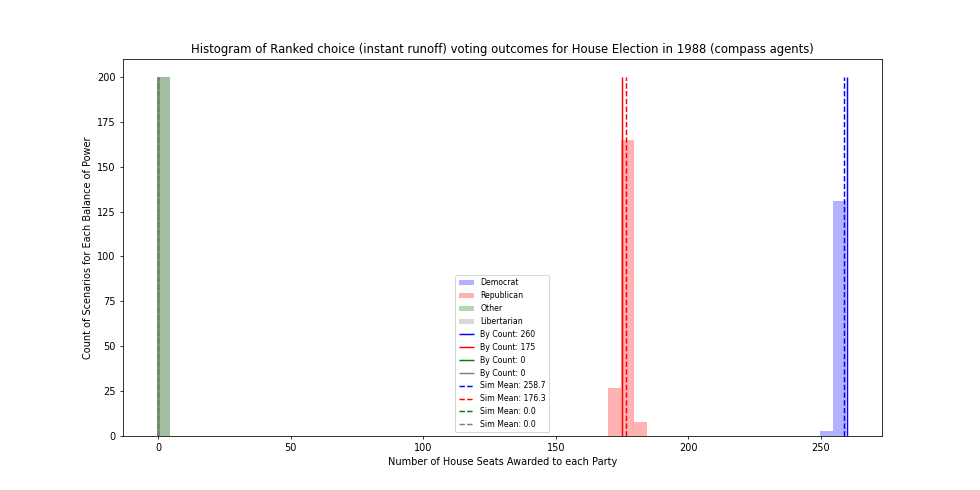 Histogram of Ranked choice (instant runoff) voting outcomes for House Election in 1988 (compass agents)
200
175
150
125
100
75
50
25
0
Count of Scenarios for Each Balance of Power
Democrat
Republican
Other
Libertarian
By Count: 260
By Count: 175
By Count: 0
By Count: 0
Sim Mean: 258.7
Sim Mean: 176.3
Sim Mean: 0.0
Sim Mean: 0.0
0 50 100 150 200 250
Number of House Seats Awarded to each Party